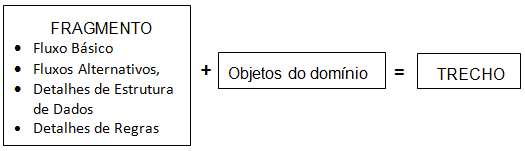 FRAGMENTO
• Fluxo Básico
• Fluxos Alternativos,
• Detalhes de Estrutura
de Dados
• Detalhes de Regras
+ Objetos do domínio = TRECHO